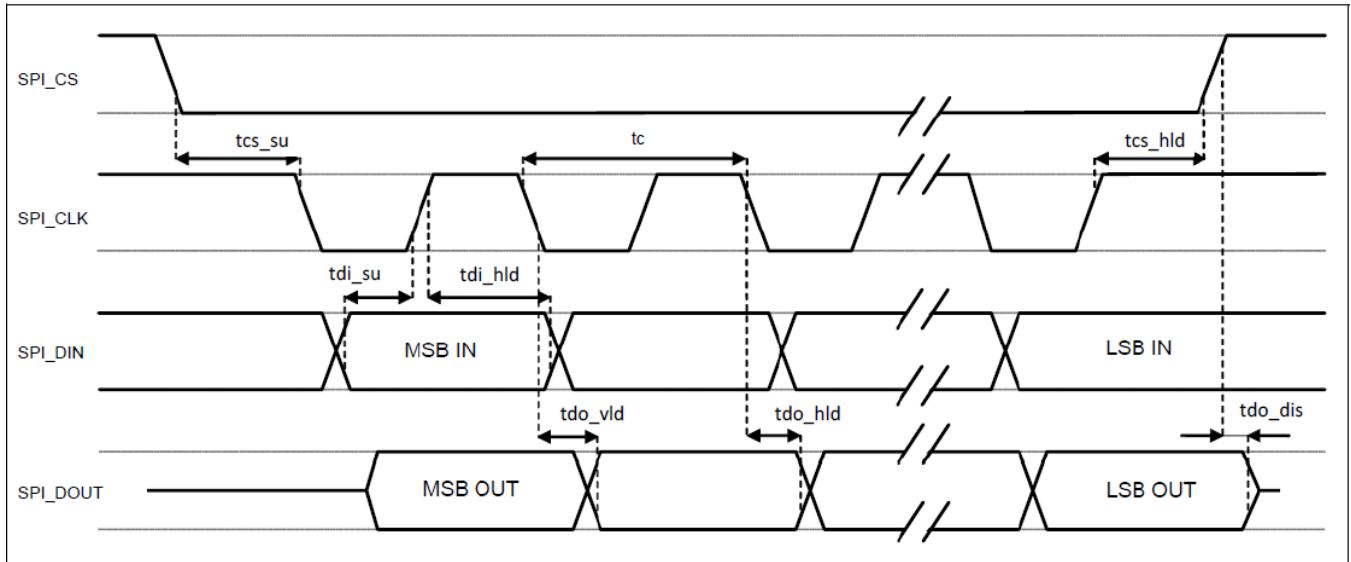 SPI_CS
tcs_su
tc
tcs_hld
SPI_CLK
tdi_su
tdi_hld
SPI_DIN
MSB IN
LSB IN
tdo_vld
tdo_hld
tdo_dis
SPI_DOUT
MSB OUT
LSB OUT